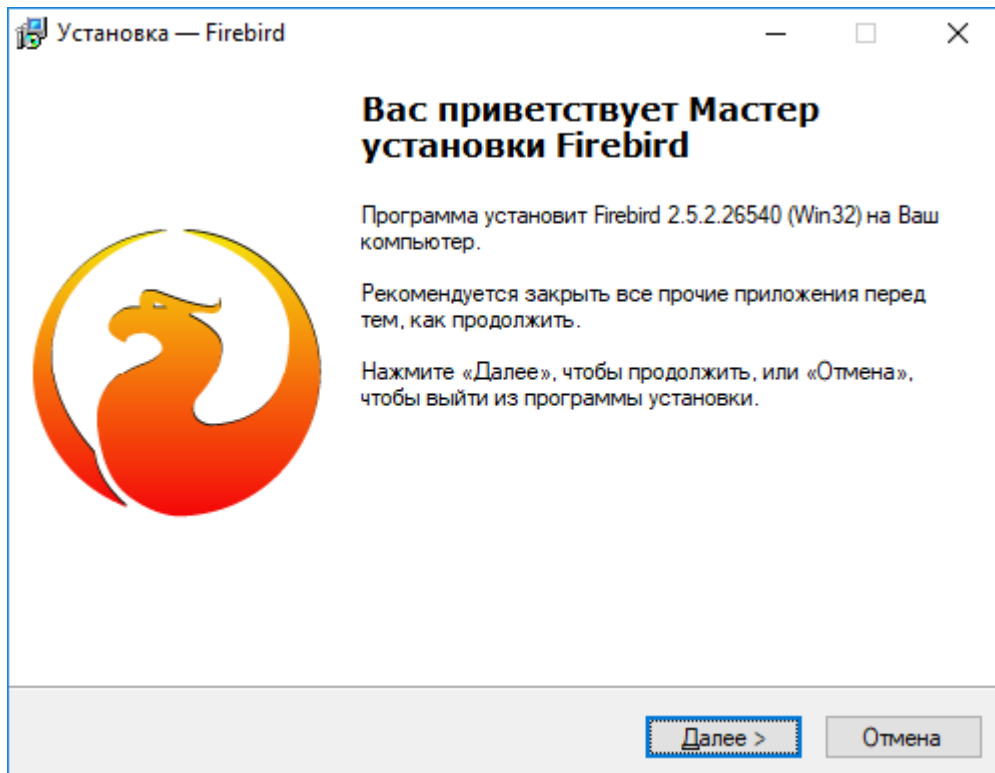 Установка — Firebird
Вас приветствует Мастер
установки Firebird
Программа установит Firebird 2.5.2.26540 (Win32) на Ваш
компьютер.
Рекомендуется закрыть все прочие приложения перед
тем, как продолжить.
Нажмите «Далее», чтобы продолжить, или «Отмена»,
чтобы выйти из программы установки.
Далее >
Отмена